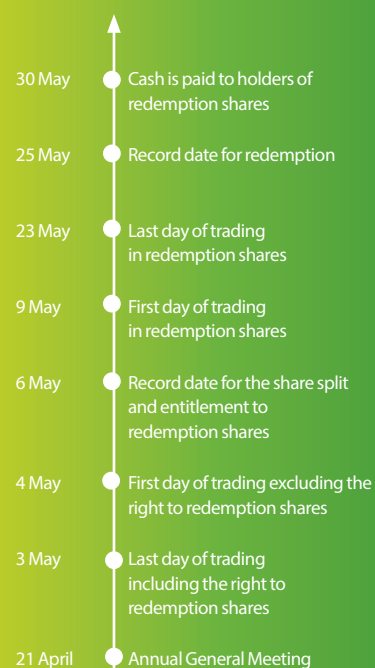 30 May Cash is paid to holders of
redemption shares
25 May Record date for redemption
23 May Last day of trading
in redemption shares
9 May First day of trading
in redemption shares
6 May Record date for the share split
and entitlement to
redemption shares
4 May First day of trading excluding the
right to redemption shares
3 May Last day of trading
including the right to
redemption shares
21 April Annual General Meeting